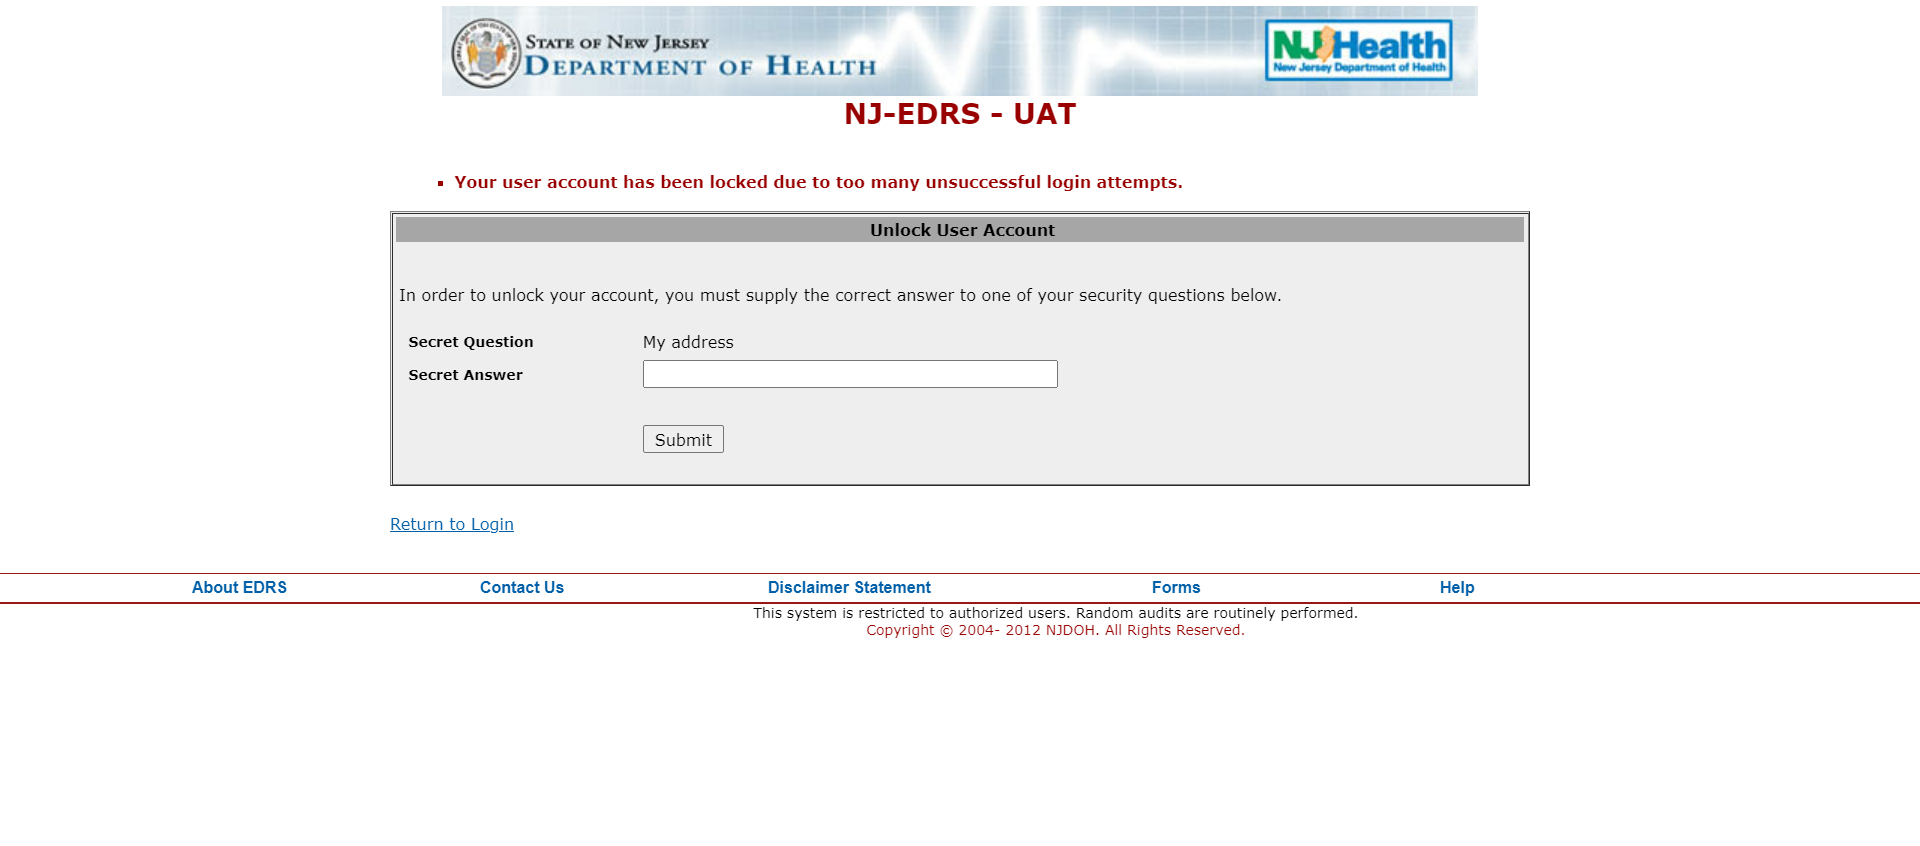 STATE OF NEW JERSEY
DEPARTMENT OF HEALTH
NJHealth
New Jersey Department of Health
NJ-EDRS - UAT
Your user account has been locked due to too many unsuccessful login attempts.
Unlock User Account
In order to unlock your account, you must supply the correct answer to one of your security questions below.
Secret Question My address
Secret Answer
Submit
Return to Login
About EDRS Contact Us Disclaimer Statement Forms Help
This system is restricted to authorized users. Random audits are routinely performed.
Copyright © 2004- 2012 NJDOH. All Rights Reserved.